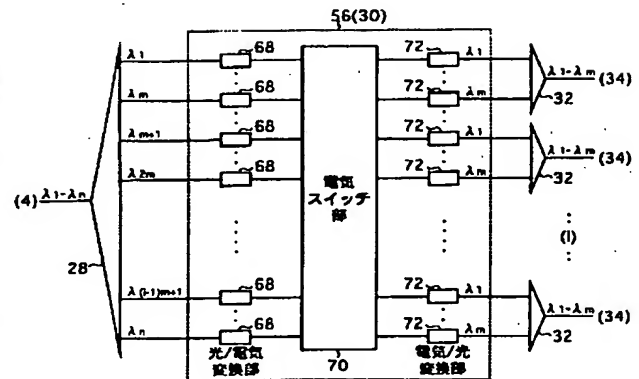 56(30)
68 72
λ1 λ1
λ1-λm (34)
68 72
λm λm 32
68 72
λm+1 λ1
λ1-λm (34)
68 72
λ2m λm 32
(4) λ1-λn
電気
スイッチ
部
(l)
28
68 72
λ(i-1)m+1 λ1
λ1-λm (34)
68 72
λn λm 32
光/電気
変換部
電気/光
変換部
70